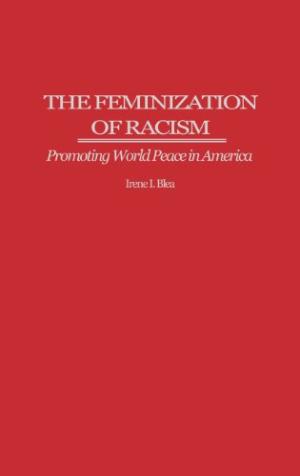 THE FEMINIZATION
OF RACISM
Promoting World Peace in America
Irene I. Blea